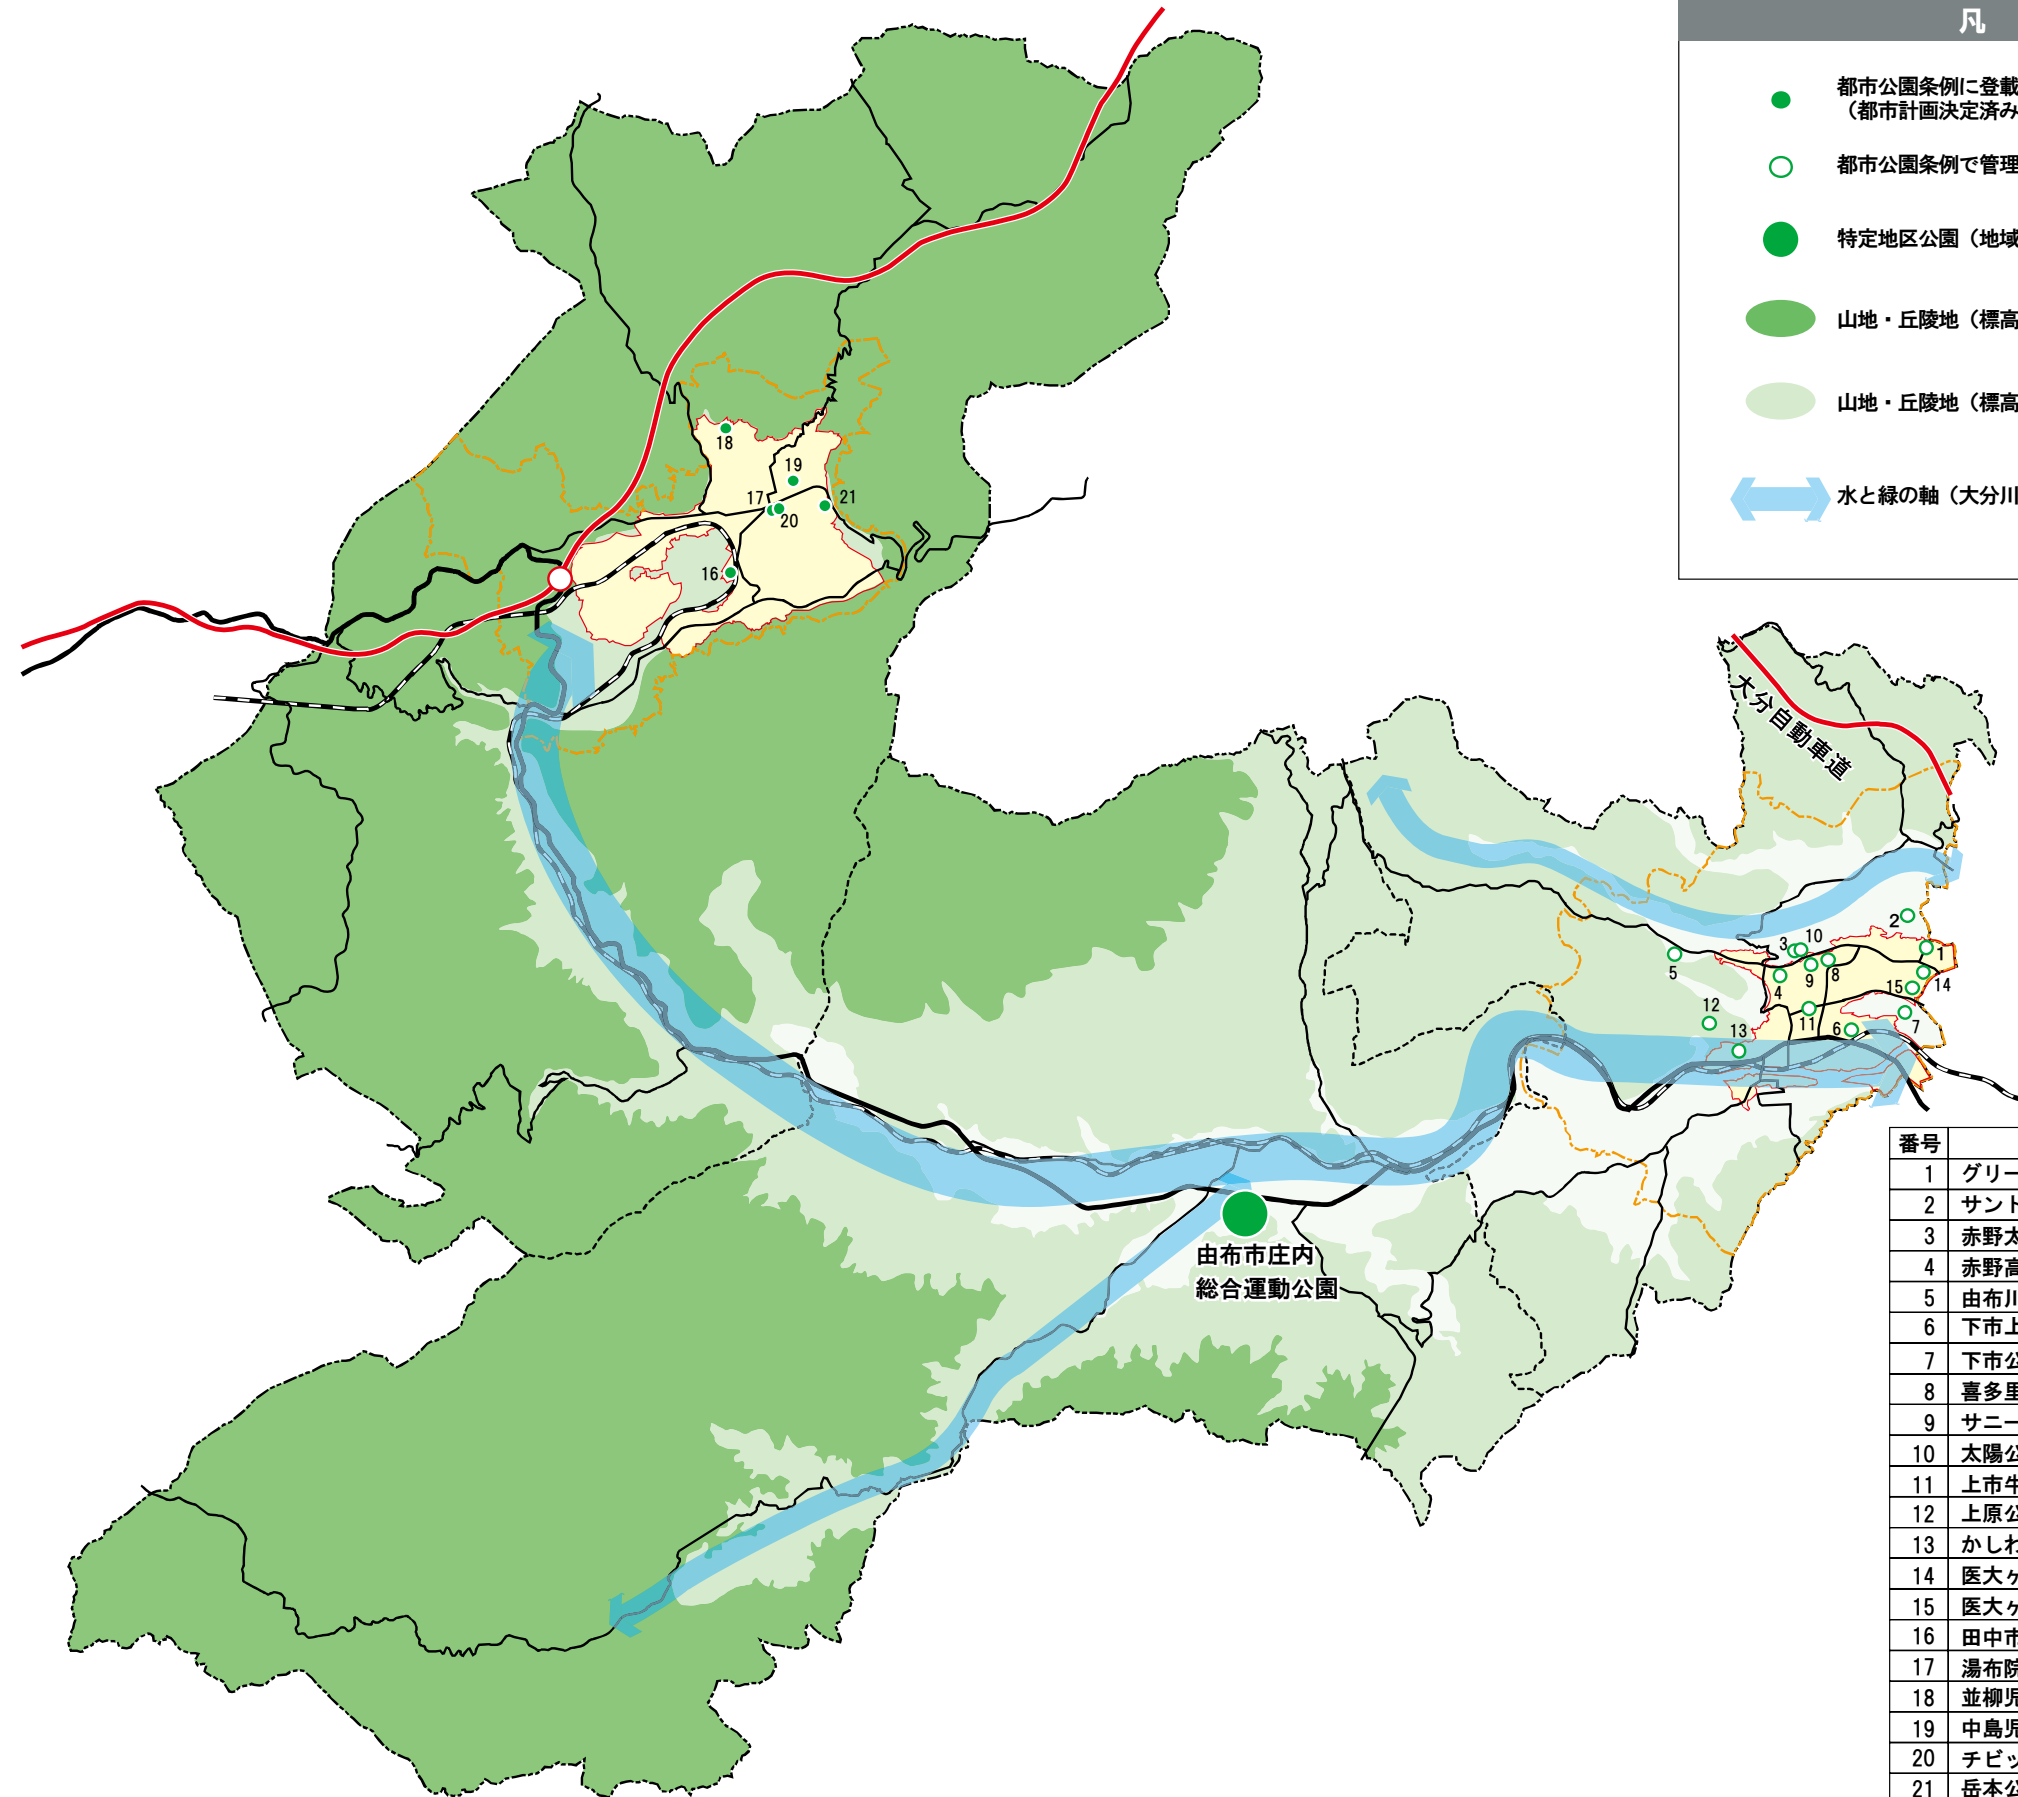 凡
都市公園条例に登載
（都市計画決定済み
都市公園条例で管理
特定地区公園（地域
山地・丘陵地（標高
山地・丘陵地（標高
水と緑の軸（大分川
18
19
17
20
21
16
大分自動車道
2
3
10
1
5
4
9
8
14
15
12
11
7
13
6
由布市庄内
総合運動公園
番号
1 グリー
2 サント
3 赤野太
4 赤野高
5 由布川
6 下市上
7 下市公
8 喜多里
9 サニー
10 太陽公
11 上市牛
12 上原公
13 かしわ
14 医大ヶ
15 医大ヶ
16 田中市
17 湯布院
18 並柳児
19 中島児
20 チビッ
21 岳本公